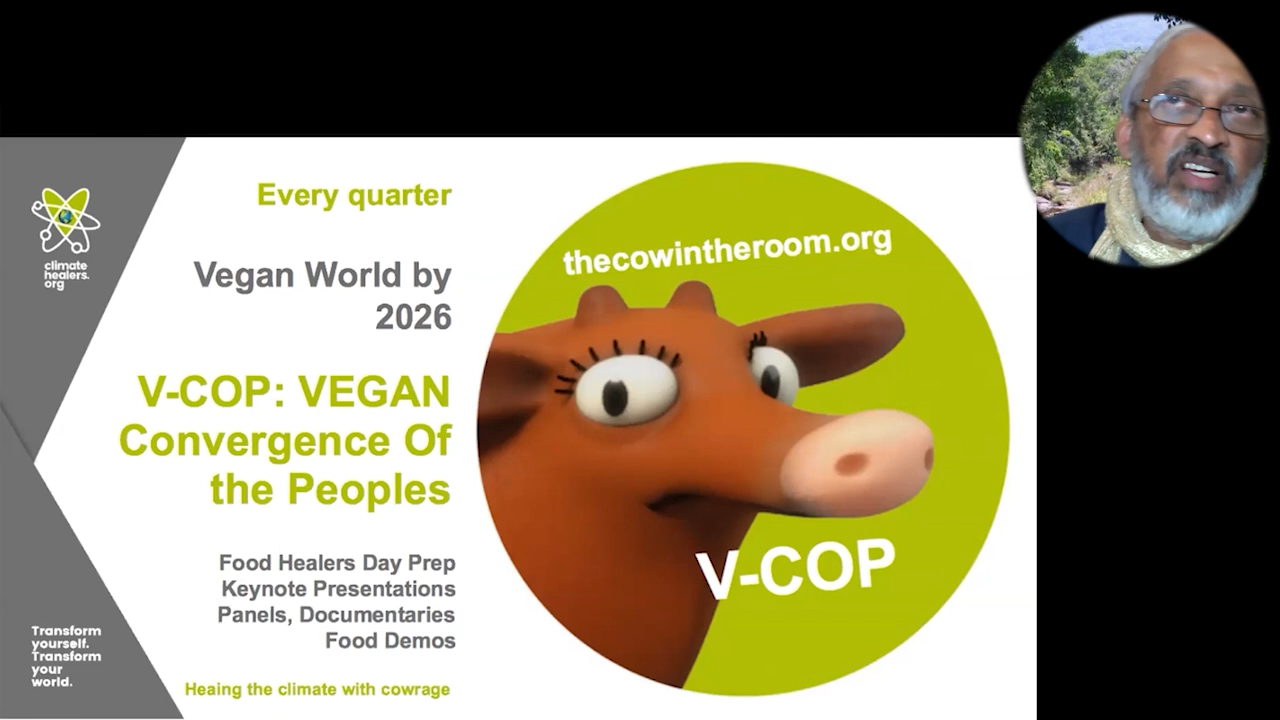 climate
healers.
org
Every quarter
Vegan World by
2026
V-COP: VEGAN
Convergence Of
the Peoples
Food Healers Day Prep
Keynote Presentations
Panels, Documentaries
Food Demos
Heaing the climate with cowrage
Transform
yourself.
Transform
your
world.
thecowintheroom.org
V-COP